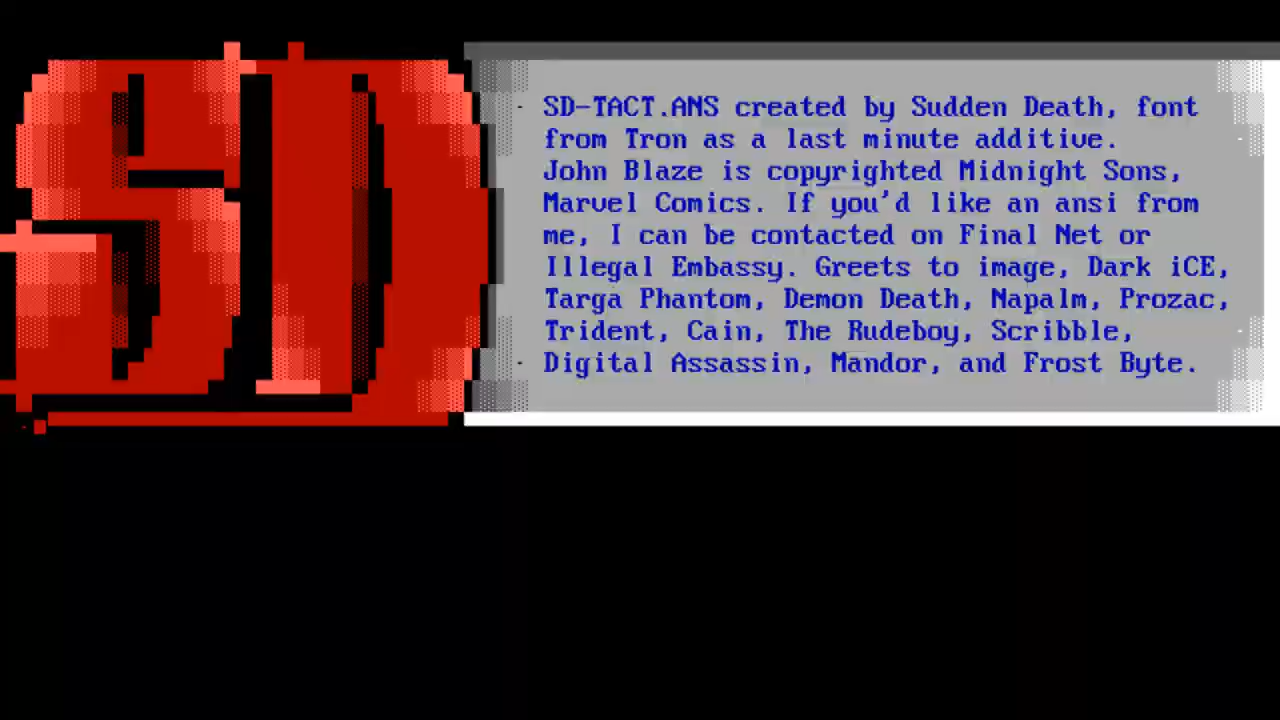 SD
SD-TACT.ANS created by Sudden Death, font
from Tron as a last minute additive.
John Blaze is copyrighted Midnight Sons,
Marvel Comics. If you'd like an ansi from
me, I can be contacted on Final Net or
Illegal Embassy. Greets to image, Dark iCE,
Targa Phantom, Demon Death, Napalm, Prozac,
Trident, Cain, The Rudeboy, Scribble,
Digital Assassin, Mandor, and Frost Byte.